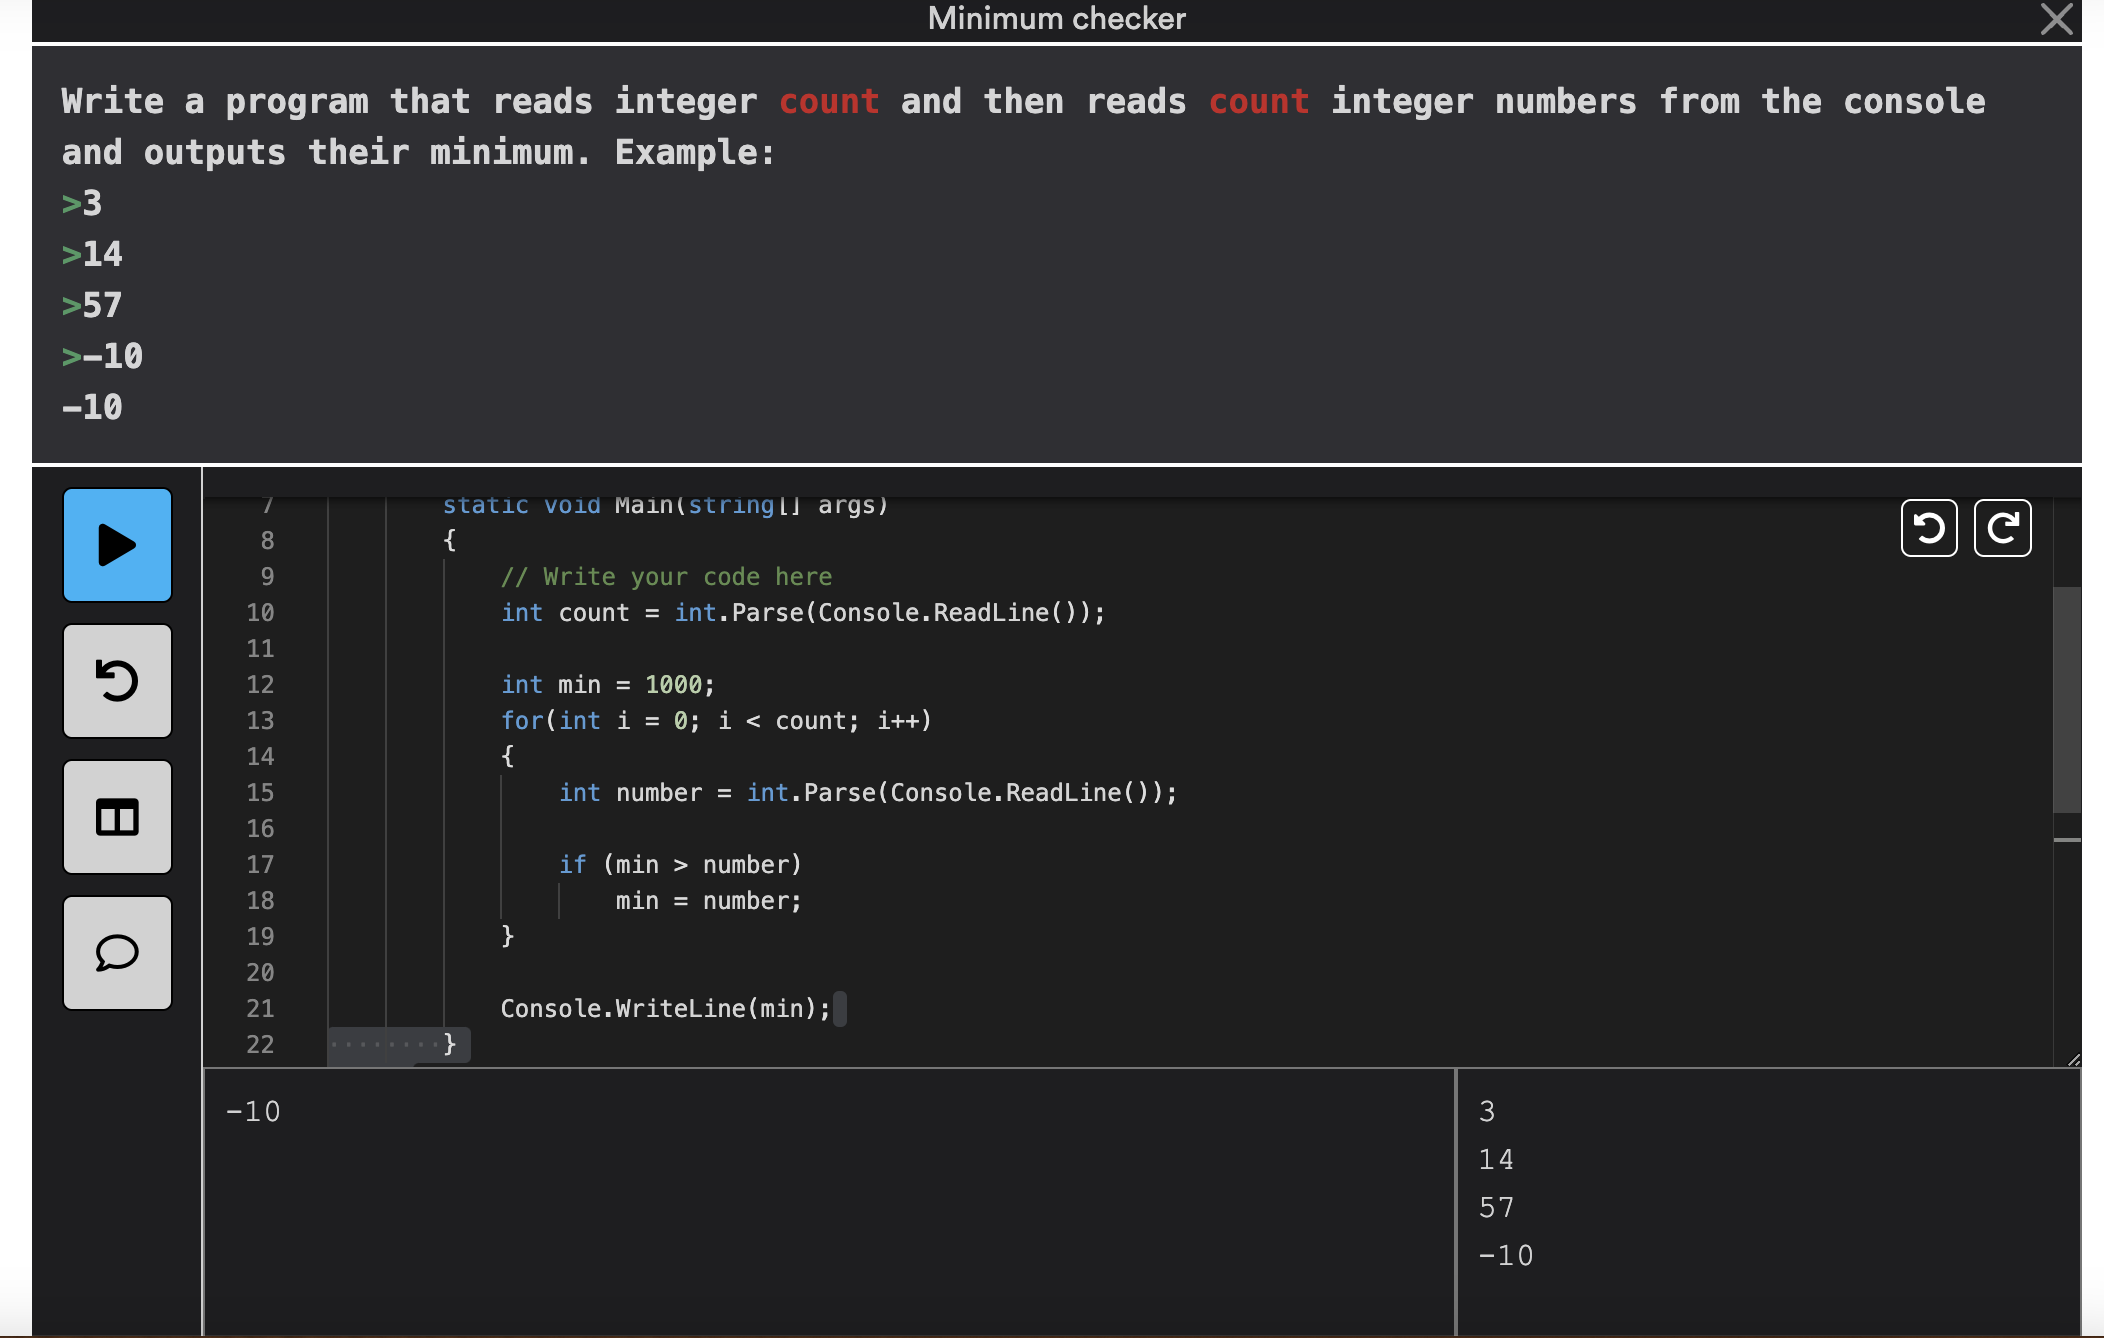 Minimum checker
Write a program that reads integer count and then reads count integer numbers from the console
and outputs their minimum. Example:
>3
>14
>57
>-10
-10
7 static void Main(string[] args)
8 {
9 // Write your code here
10 int count = int.Parse(Console.ReadLine());
11
12 int min = 1000;
13 for(int i = 0; i < count; i++)
14 {
15 int number = int.Parse(Console.ReadLine());
16
17 if (min > number)
18 min = number;
19 }
20
21 Console.WriteLine(min);
22 }
-10
3
14
57
-10